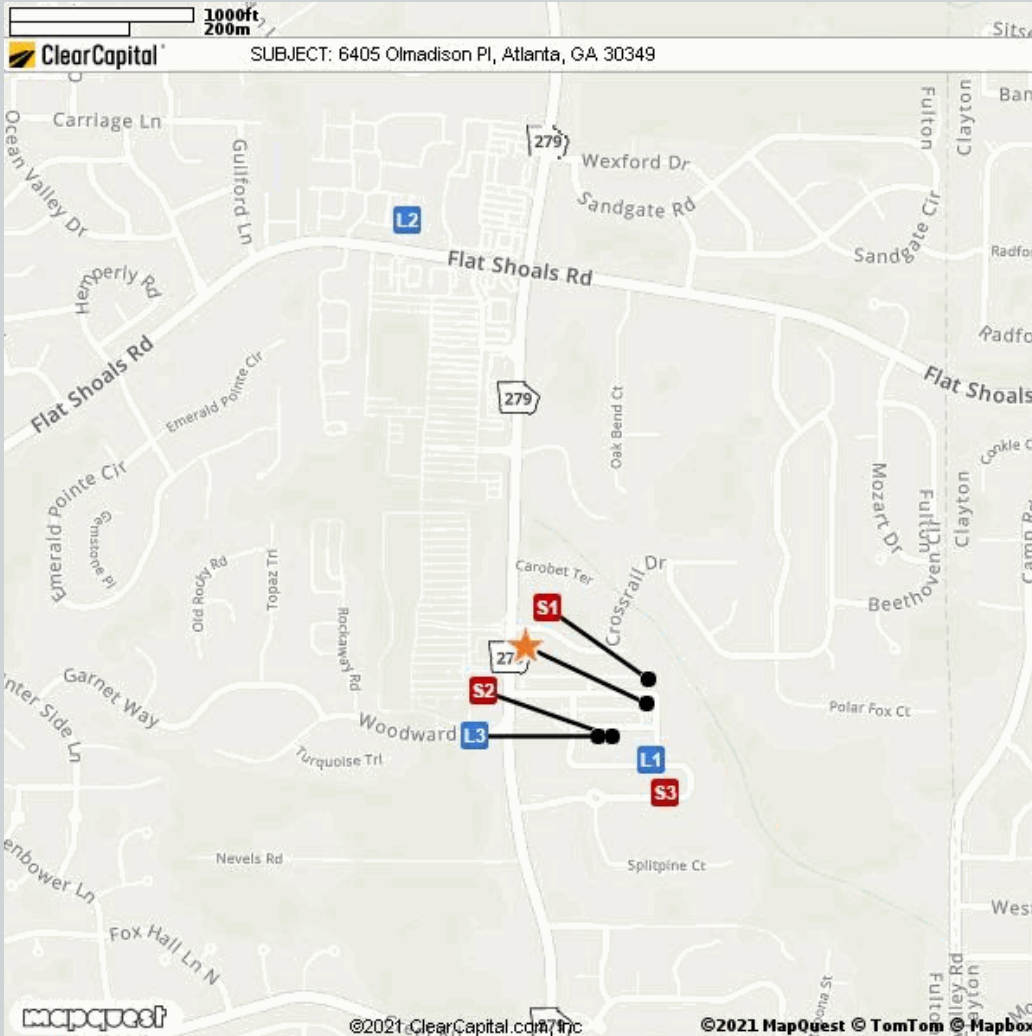 1000ft
200m
ClearCapital
SUBJECT: 6405 Olmadison Pl, Atlanta, GA 30349
Carriage Ln
Ocean Valley Dr
Guilford Ln
279
Wexford Dr
Sandgate Rd
Fulton
Clayton
Sandgate Cir
L2
Flat Shoals Rd
Hemperly Rd
Flat Shoals Rd
Emerald Pointe Cir
279
Flat Shoals
Oak Bend Ct
Emerald Pointe Cir
Gemstone Pl
Mozart Dr
Fulton
Clayton
Old Rocky Rd
Topaz Trl
Rockaway Rd
Carobet Ter
Crossrail Dr
Beethoven Cir
S1
27
S2
Garnet Way
Woodward
L3
Polar Fox Ct
Turquoise Trl
L1
S3
Nevels Rd
Splitpine Ct
Fox Hall Ln N
mapquest
©2021 ClearCapital.com, Inc
©2021 MapQuest © TomTom © Mapbo